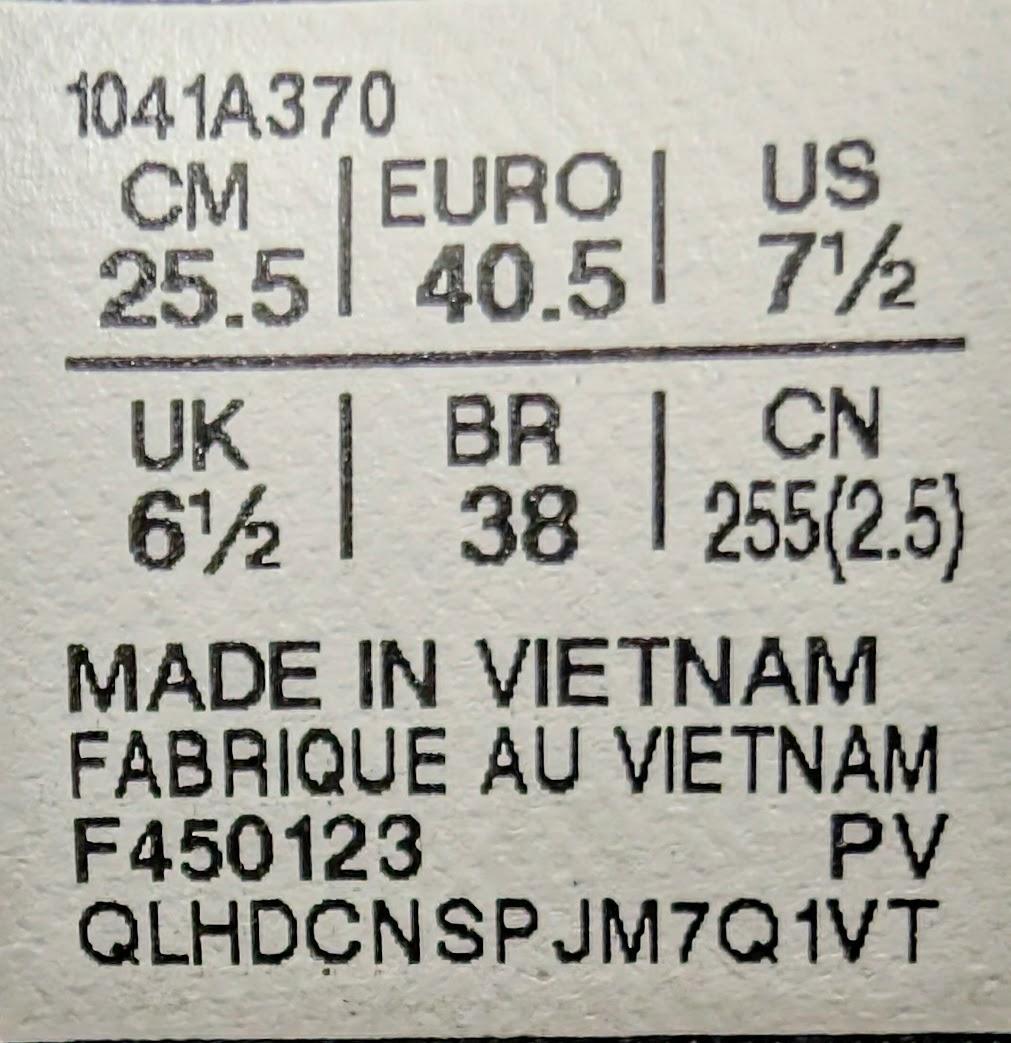 1041A370
CM | EURO | US
25.5 | 40.5 | 7½
UK | BR | CN
6½ | 38 | 255(2.5)
MADE IN VIETNAM
FABRIQUE AU VIETNAM
F450123 PV
QLHDCNSPJM7Q1VT